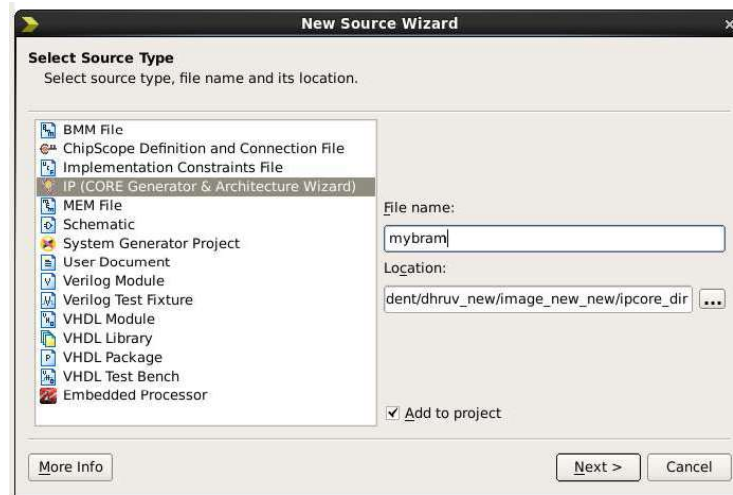 New Source Wizard
Select Source Type
Select source type, file name and its location.
BMM File
ChipScope Definition and Connection File
Implementation Constraints File
IP (CORE Generator & Architecture Wizard)
MEM File
Schematic
System Generator Project
User Document
Verilog Module
Verilog Test Fixture
VHDL Module
VHDL Library
VHDL Package
VHDL Test Bench
Embedded Processor
File name:
mybram
Location:
dent/dhruv_new/image_new_new/ipcore_dir
...
Add to project
More Info
Next >
Cancel